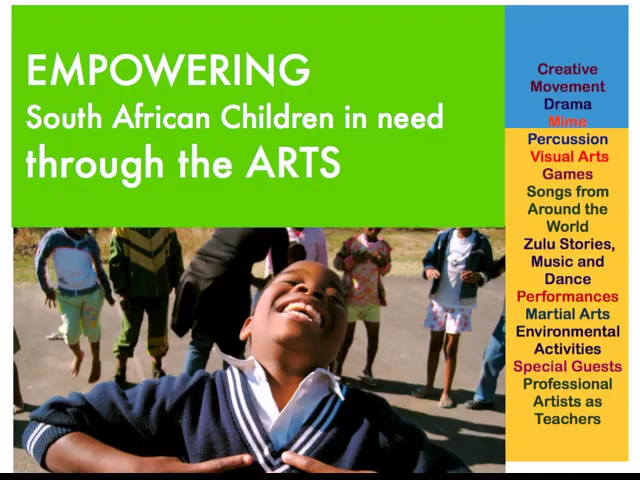 EMPOWERING
South African Children in need
through the ARTS
Creative
Movement
Drama
Mime
Percussion
Visual Arts
Games
Songs from
Around the
World
Zulu Stories,
Music and
Dance
Performances
Martial Arts
Environmental
Activities
Special Guests
Professional
Artists as
Teachers